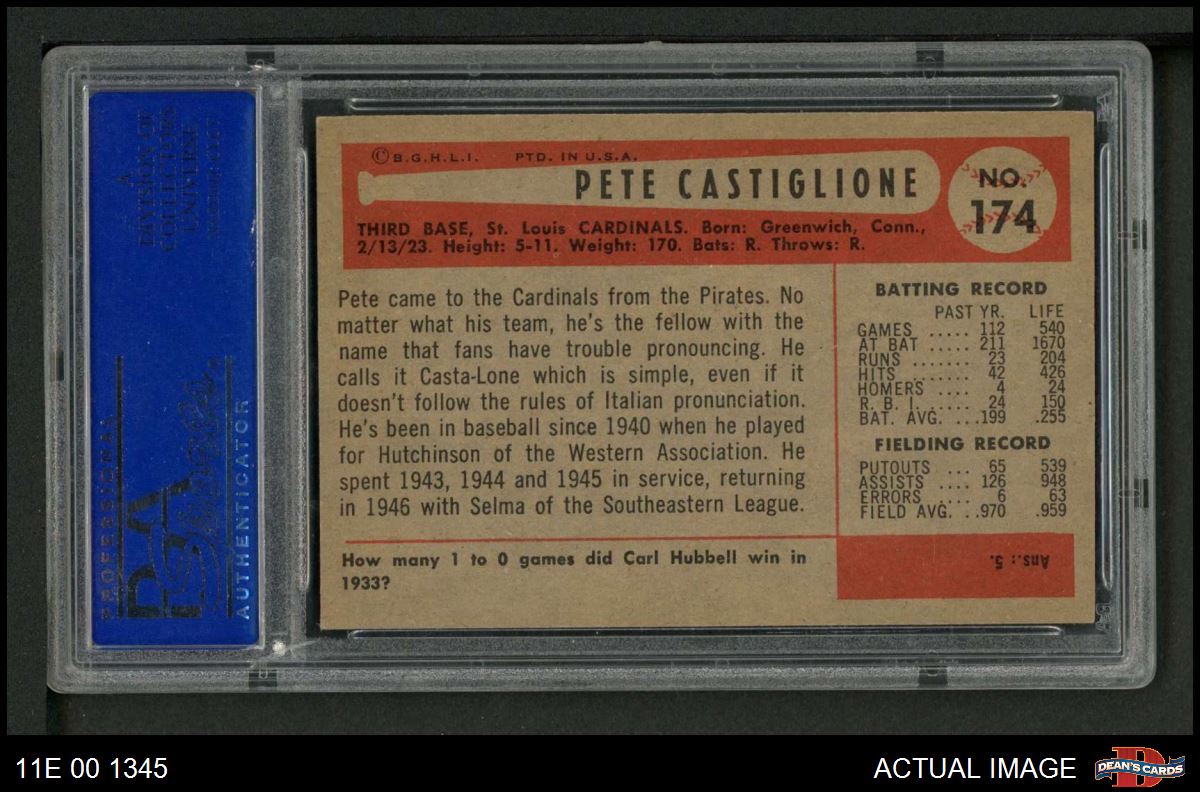 ©B.G.H.L.I. PTD. IN U.S.A.
PETE CASTIGLIONE
NO.
174
THIRD BASE, St. Louis CARDINALS. Born: Greenwich, Conn.,
2/13/23. Height: 5-11. Weight: 170. Bats: R. Throws: R.
Pete came to the Cardinals from the Pirates. No
matter what his team, he's the fellow with the
name that fans have trouble pronouncing. He
calls it Casta-Lone which is simple, even if it
doesn't follow the rules of Italian pronunciation.
He's been in baseball since 1940 when he played
for Hutchinson of the Western Association. He
spent 1943, 1944 and 1945 in service, returning
in 1946 with Selma of the Southeastern League.
How many 1 to 0 games did Carl Hubbell win in
1933?
BATTING RECORD
PAST YR. LIFE
GAMES ..... 112 540
AT BAT ..... 211 1670
RUNS ..... 23 204
HITS ..... 42 426
HOMERS .... 4 24
R. B. I. ..... 24 150
BAT. AVG. ...199 .255
FIELDING RECORD
PUTOUTS ... 65 539
ASSISTS .... 126 948
ERRORS .... 6 63
FIELD AVG. ..970 .959
Ans.: 5.
A
DIVISION OF
COLLECTORS
UNIVERSE
PROFESSIONAL
PSA
AUTHENTICATOR
11E 00 1345
ACTUAL IMAGE
DEAN'S CARDS